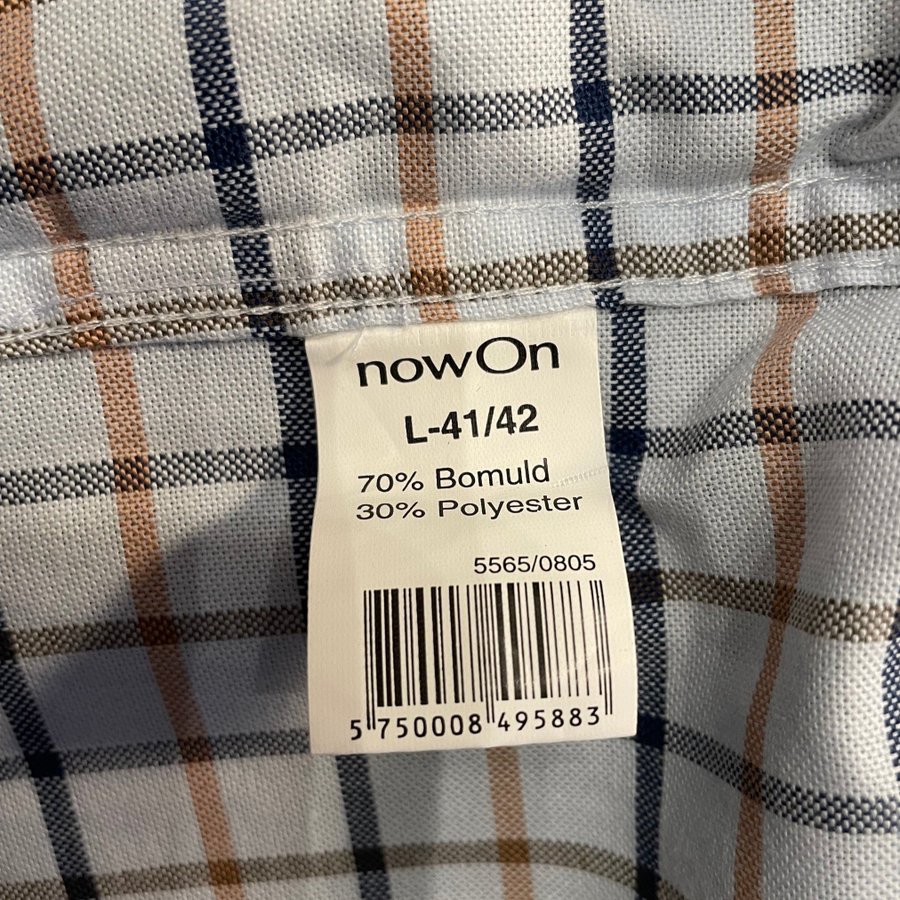 nowOn
L-41/42
70% Bomuld
30% Polyester
5565/0805
5 750008 495883